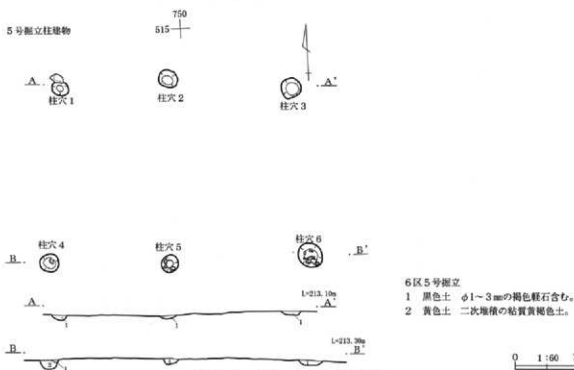 750
515
5号掘立柱建物
A
A'
柱穴1
柱穴2
柱穴3
柱穴4
柱穴5
柱穴6
B
B'
6区5号掘立
1 黒色土 φ1~3㎜の褐色軽石含む。
2 黄色土 二次堆積の粘質黄褐色土。
A
L=213.10m
A'
1
1
1
B
L=213.30m
B'
2
1
0 1:60